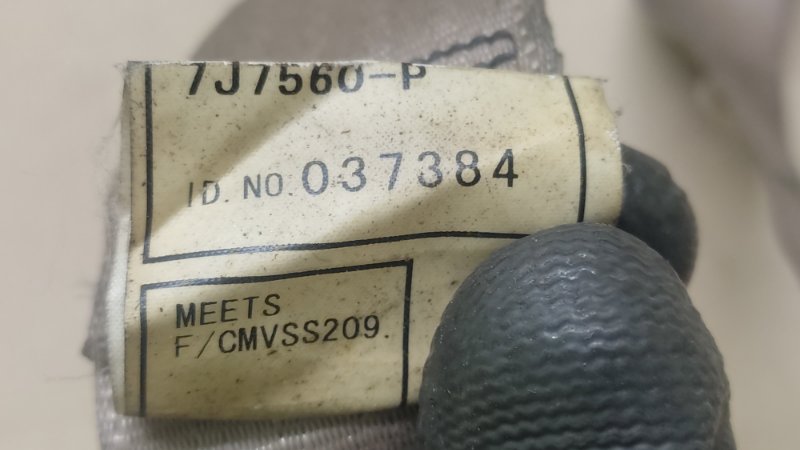 7J7560-P
ID. NO. 037384
MEETS
F/CMVSS209.